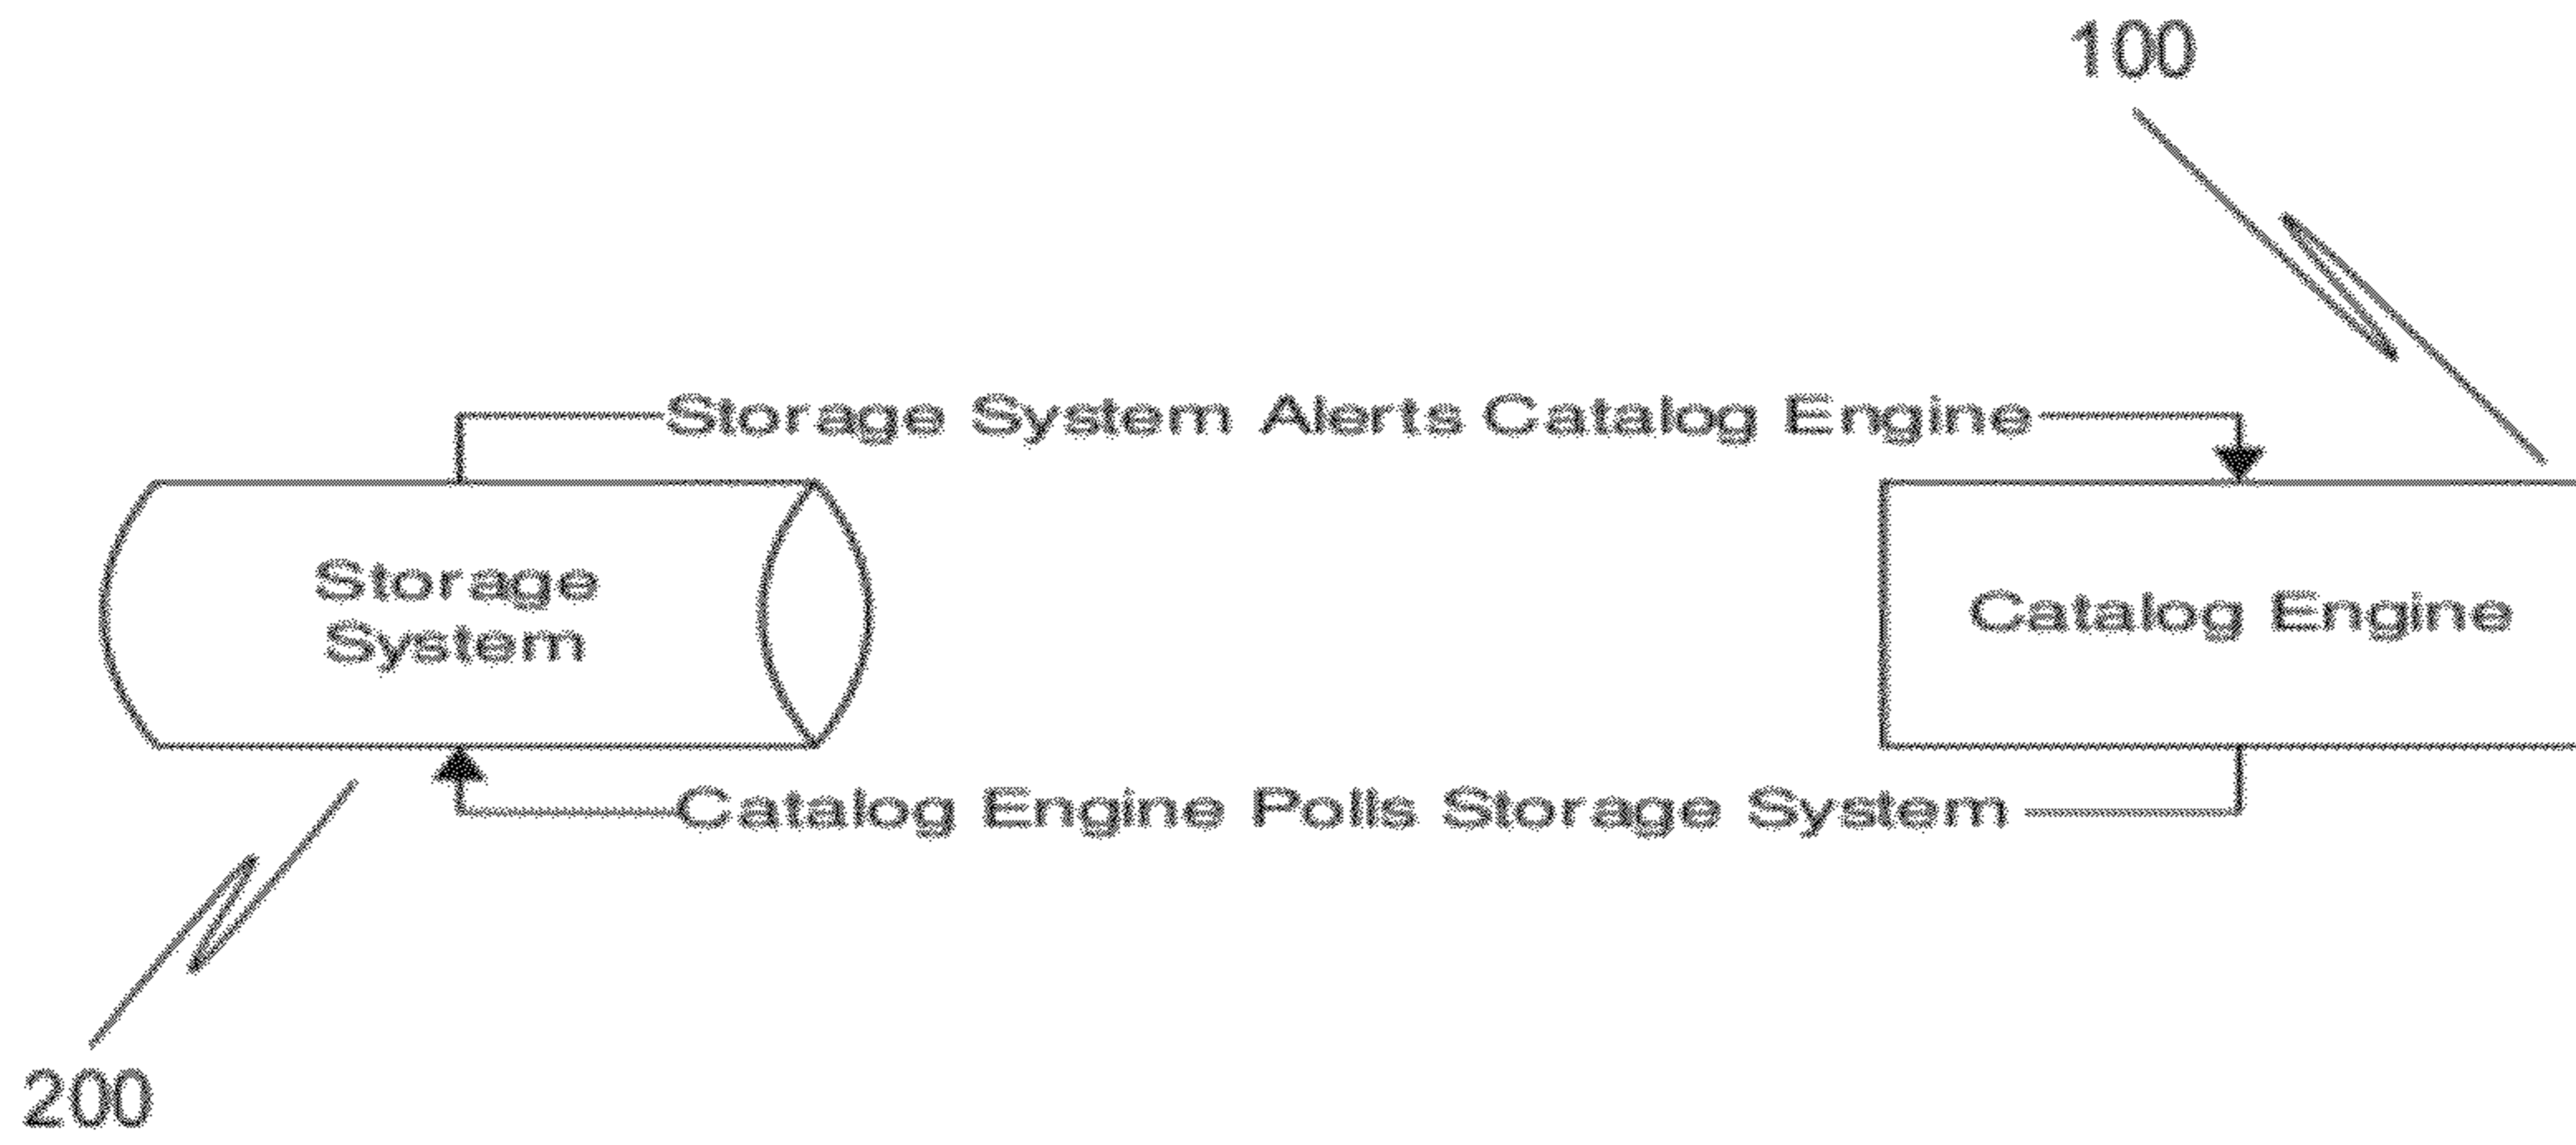 100
Storage System Alerts Catalog Engine
Storage
System
Catalog Engine
Catalog Engine Polls Storage System
200